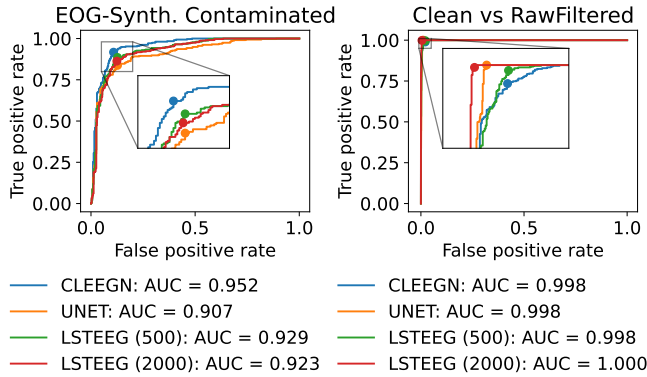 EOG-Synth. Contaminated
True positive rate
1.00
0.75
0.50
0.25
0.00
0.0
0.5
1.0
False positive rate
CLEEGN: AUC = 0.952
UNET: AUC = 0.907
LSTEEG (500): AUC = 0.929
LSTEEG (2000): AUC = 0.923
Clean vs RawFiltered
True positive rate
1.00
0.75
0.50
0.25
0.00
0.0
0.5
1.0
False positive rate
CLEEGN: AUC = 0.998
UNET: AUC = 0.998
LSTEEG (500): AUC = 0.998
LSTEEG (2000): AUC = 1.000